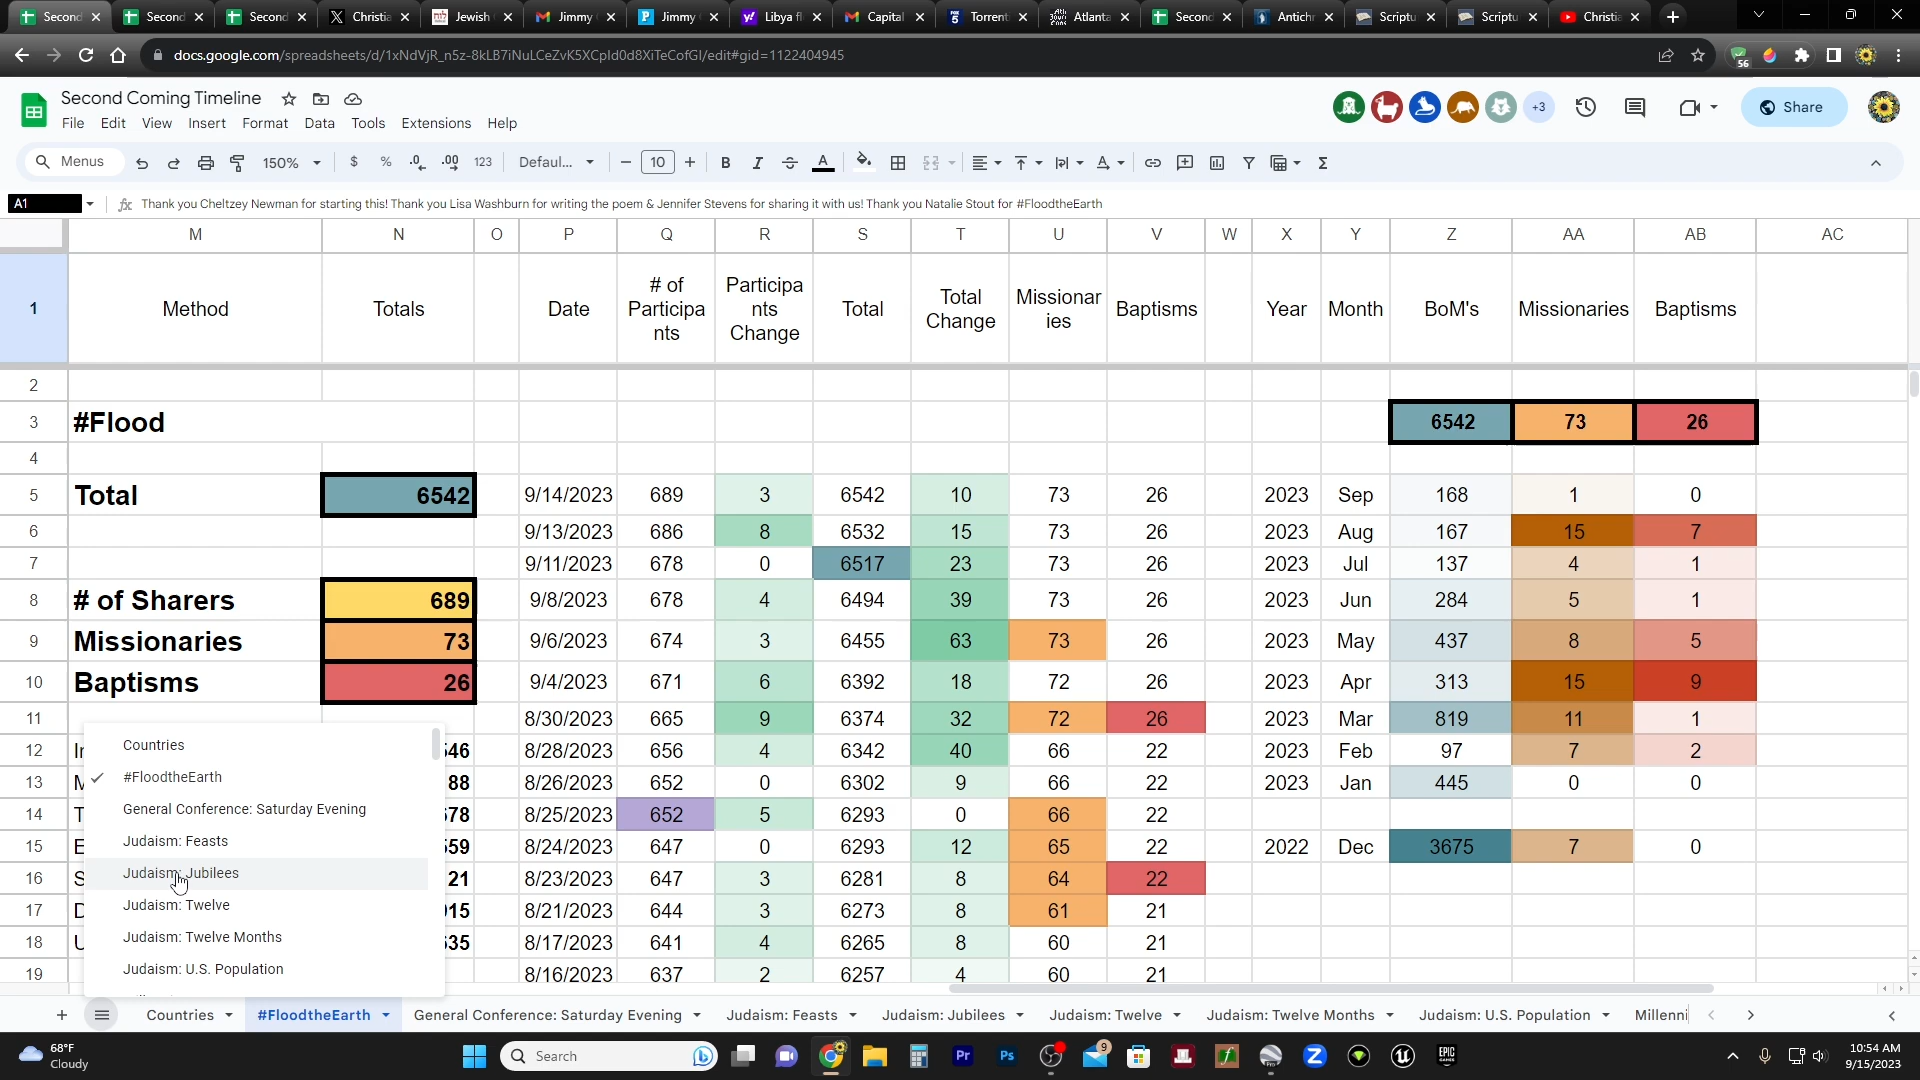 Second
Second
Second
Christia
Jewish
Jimmy
Jimmy
Libya fl
Capital
Torrent
Atlanta
Second
Antichr
Scriptu
Scriptu
Christia
docs.google.com/spreadsheets/d/1xNdVjR_n5z-8kLB7iNuLCeZvK5XCpId0d8XiTeCofGI/edit#gid=1122404945
56
Second Coming Timeline
+3
Share
File Edit View Insert Format Data Tools Extensions Help
Menus 150% $ % .0 .00 123 Defaul... 10 B I A
A1 fx Thank you Cheltzey Newman for starting this! Thank you Lisa Washburn for writing the poem & Jennifer Stevens for sharing it with us! Thank you Natalie Stout for #FloodtheEarth
M N O P Q R S T U V W X Y Z AA AB AC
1 Method Totals Date # of Participants Participants Change Total Total Change Missionaries Baptisms Year Month BoM's Missionaries Baptisms
2
3 #Flood 6542 73 26
4
5 Total 6542 9/14/2023 689 3 6542 10 73 26 2023 Sep 168 1 0
6 9/13/2023 686 8 6532 15 73 26 2023 Aug 167 15 7
7 9/11/2023 678 0 6517 23 73 26 2023 Jul 137 4 1
8 # of Sharers 689 9/8/2023 678 4 6494 39 73 26 2023 Jun 284 5 1
9 Missionaries 73 9/6/2023 674 3 6455 63 73 26 2023 May 437 8 5
10 Baptisms 26 9/4/2023 671 6 6392 18 72 26 2023 Apr 313 15 9
11 8/30/2023 665 9 6374 32 72 26 2023 Mar 819 11 1
12 46 8/28/2023 656 4 6342 40 66 22 2023 Feb 97 7 2
13 88 8/26/2023 652 0 6302 9 66 22 2023 Jan 445 0 0
14 78 8/25/2023 652 5 6293 0 66 22
15 59 8/24/2023 647 0 6293 12 65 22 2022 Dec 3675 7 0
16 21 8/23/2023 647 3 6281 8 64 22
17 15 8/21/2023 644 3 6273 8 61 21
18 35 8/17/2023 641 4 6265 8 60 21
19 8/16/2023 637 2 6257 4 60 21
Countries
#FloodtheEarth
General Conference: Saturday Evening
Judaism: Feasts
Judaism: Jubilees
Judaism: Twelve
Judaism: Twelve Months
Judaism: U.S. Population
Countries #FloodtheEarth General Conference: Saturday Evening Judaism: Feasts Judaism: Jubilees Judaism: Twelve Judaism: Twelve Months Judaism: U.S. Population Millenni
68°F
Cloudy
Search
Pr
Ps
9
EPIC GAMES
10:54 AM
9/15/2023